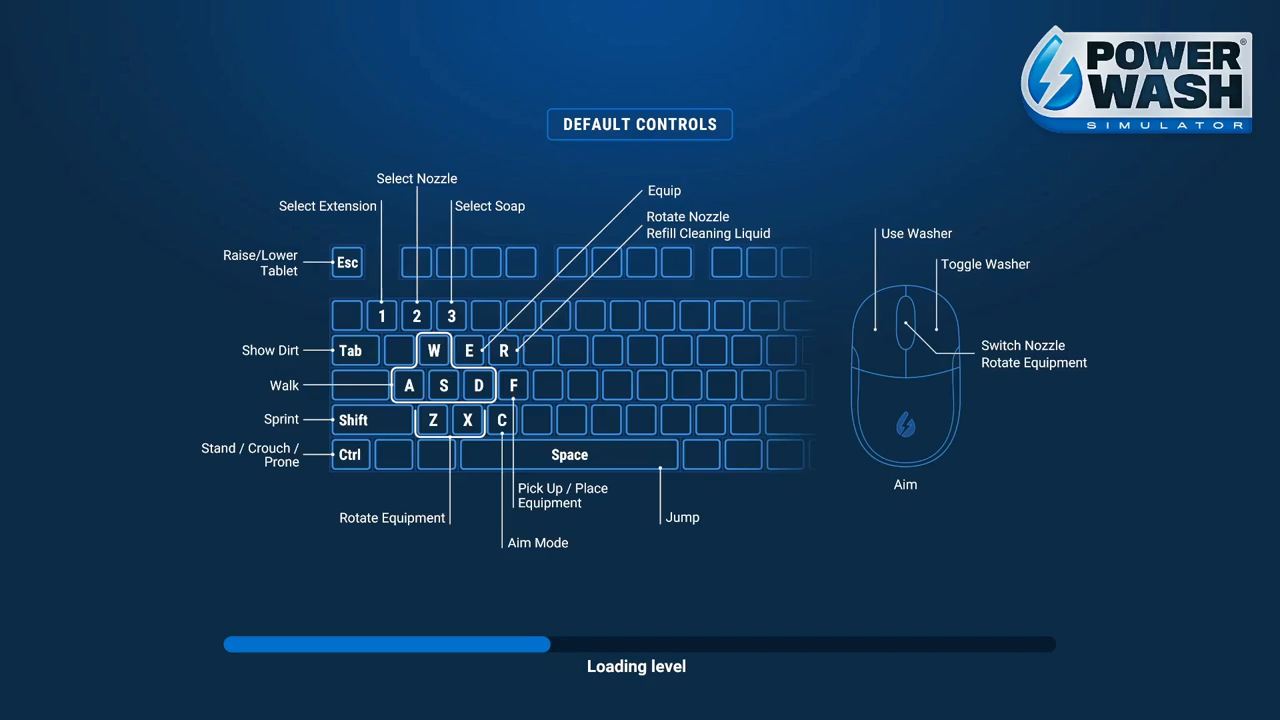 POWER
WASH®
SIMULATOR
DEFAULT CONTROLS
Select Nozzle
Select Extension
Select Soap
Equip
Rotate Nozzle
Refill Cleaning Liquid
Raise/Lower
Tablet
Esc
1 2 3
Show Dirt
Tab W E R
Walk
A S D F
Sprint
Shift Z X C
Stand / Crouch /
Prone
Ctrl Space
Rotate Equipment
Pick Up / Place
Equipment
Aim Mode
Jump
Use Washer
Toggle Washer
Switch Nozzle
Rotate Equipment
Aim
Loading level